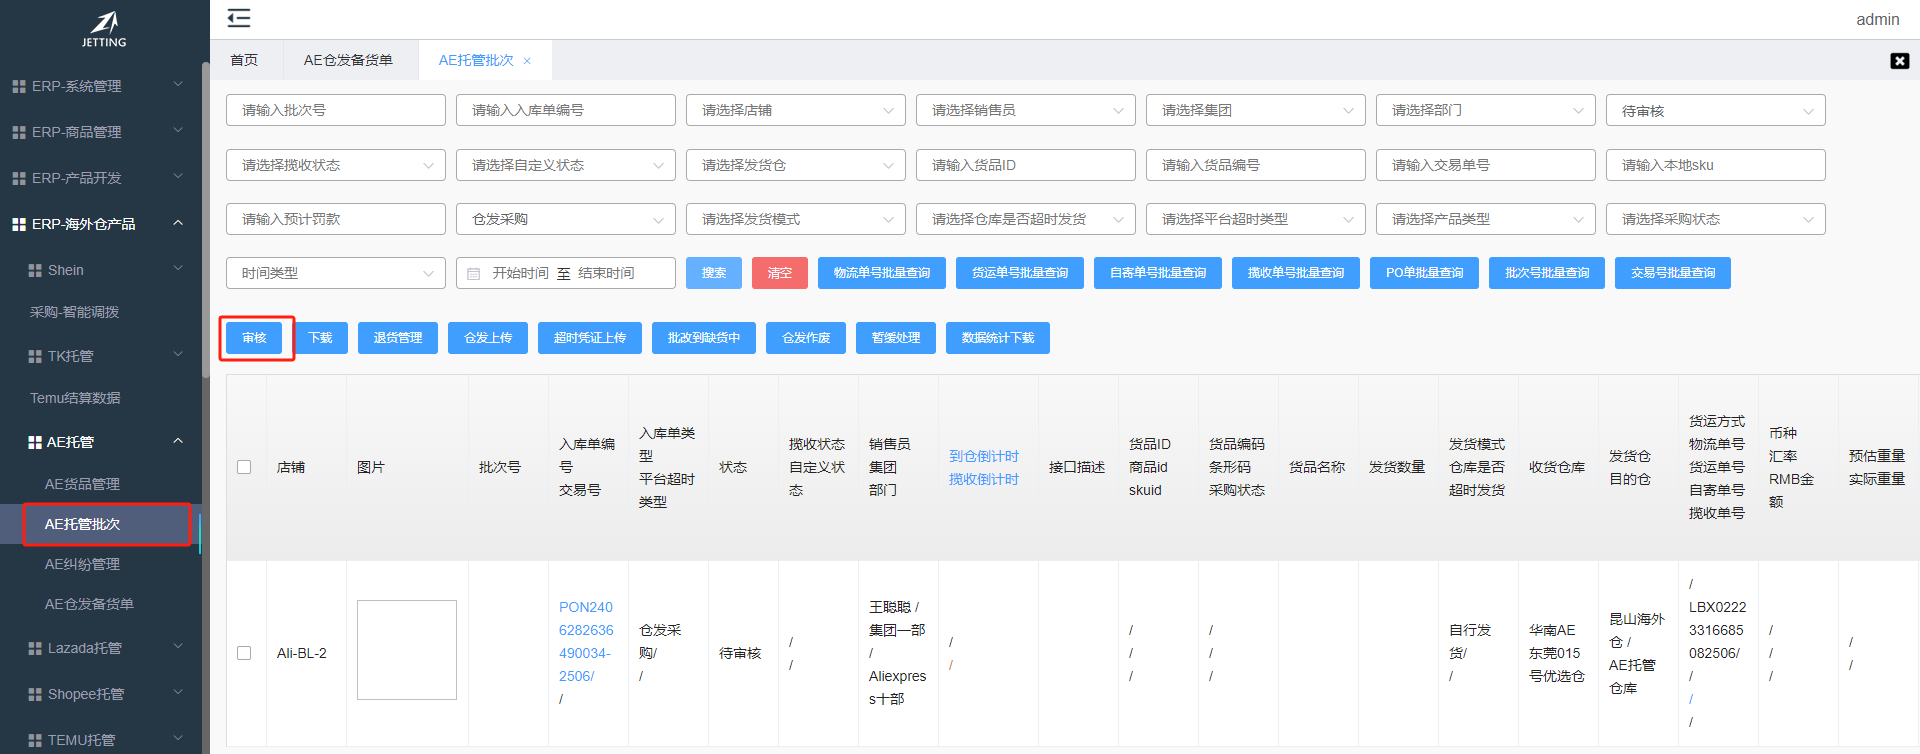 JETTING
admin
首页
AE仓发备货单
AE托管批次 ×
ERP-系统管理
ERP-商品管理
ERP-产品开发
ERP-海外仓产品
Shein
采购-智能调拨
TK托管
Temu结算数据
AE托管
AE货品管理
AE托管批次
AE纠纷管理
AE仓发备货单
Lazada托管
Shopee托管
TEMU托管
请输入批次号
请输入入库单编号
请选择店铺
请选择销售员
请选择集团
请选择部门
待审核
请选择揽收状态
请选择自定义状态
请选择发货仓
请输入货品ID
请输入货品编号
请输入交易单号
请输入本地sku
请输入预计罚款
仓发采购
请选择发货模式
请选择仓库是否超时发货
请选择平台超时类型
请选择产品类型
请选择采购状态
时间类型
开始时间 至 结束时间
搜索
清空
物流单号批量查询
货运单号批量查询
自寄单号批量查询
揽收单号批量查询
PO单批量查询
批次号批量查询
交易号批量查询
审核
下载
退货管理
仓发上传
超时凭证上传
批改到缺货中
仓发作废
暂缓处理
数据统计下载
店铺
图片
批次号
入库单编
号
交易号
入库单类
型
平台超时
类型
状态
揽收状态
自定义状
态
销售员
集团
部门
到仓倒计时
揽收倒计时
接口描述
货品ID
商品id
skuid
货品编码
条形码
采购状态
货品名称
发货数量
发货模式
仓库是否
超时发货
收货仓库
发货仓
目的仓
货运方式
物流单号
货运单号
自寄单号
揽收单号
币种
汇率
RMB金
额
预估重量
实际重量
Ali-BL-2
PON240
6282636
490034-
2506/
/
仓发采
购/
/
待审核
/
/
王聪聪 /
集团一部
/
Aliexpres
s十部
/
/
/
/
/
/
/
/
自行发
货/
/
华南AE
东莞015
号优选仓
昆山海外
仓 /
AE托管
仓库
/
LBX0222
3316685
082506/
/
/
/
/
/
/
/
/